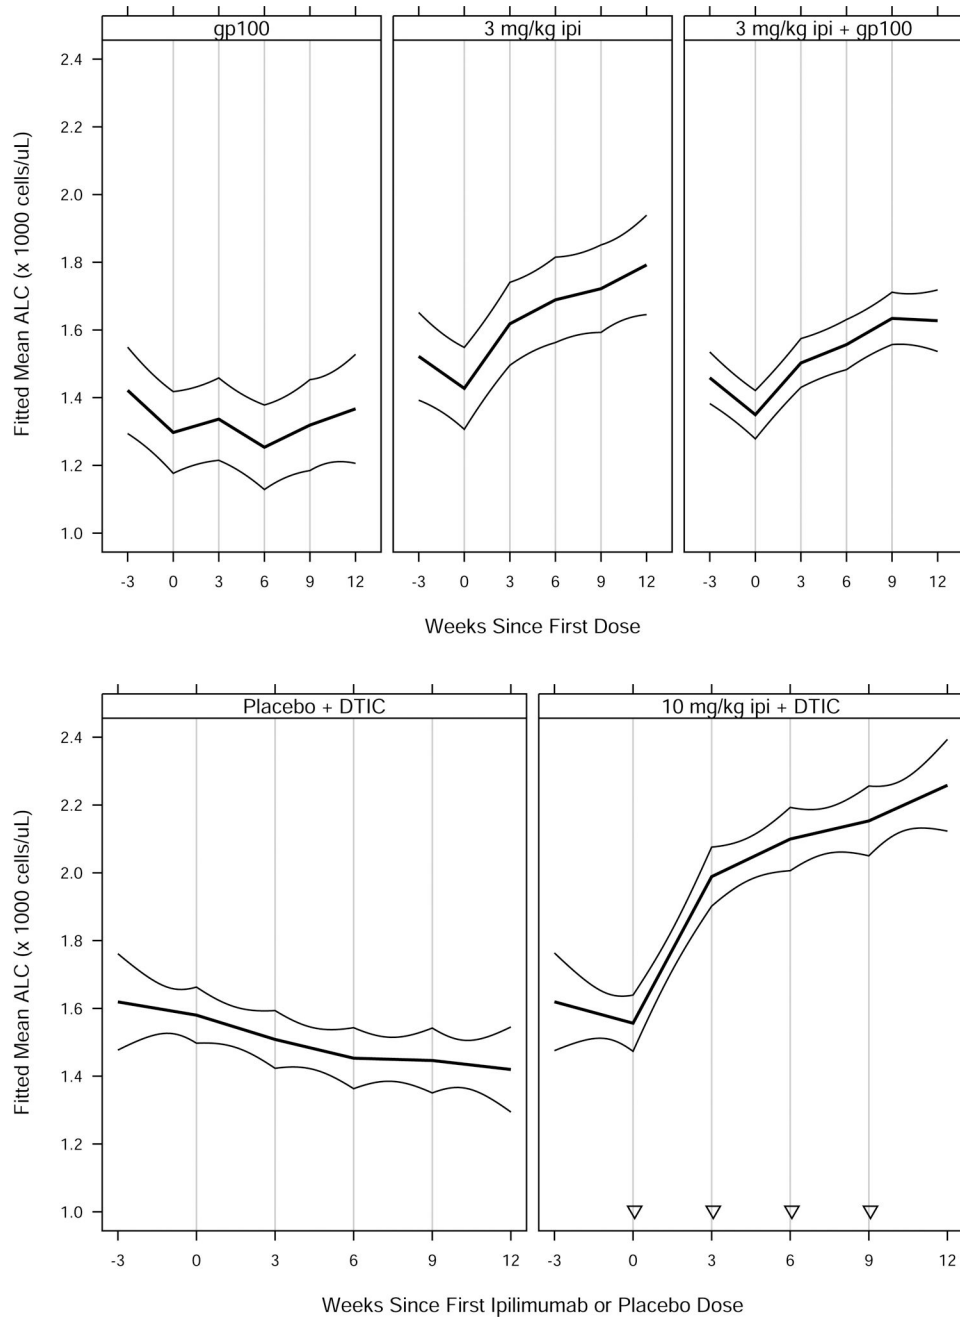 gp100 3 mg/kg ipi 3 mg/kg ipi + gp100
Fitted Mean ALC (x 1000 cells/uL)
2.4
2.2
2.0
1.8
1.6
1.4
1.2
1.0
-3 0 3 6 9 12 -3 0 3 6 9 12 -3 0 3 6 9 12
Weeks Since First Dose
Placebo + DTIC 10 mg/kg ipi + DTIC
Fitted Mean ALC (x 1000 cells/uL)
2.4
2.2
2.0
1.8
1.6
1.4
1.2
1.0
-3 0 3 6 9 12 -3 0 3 6 9 12
Weeks Since First Ipilimumab or Placebo Dose